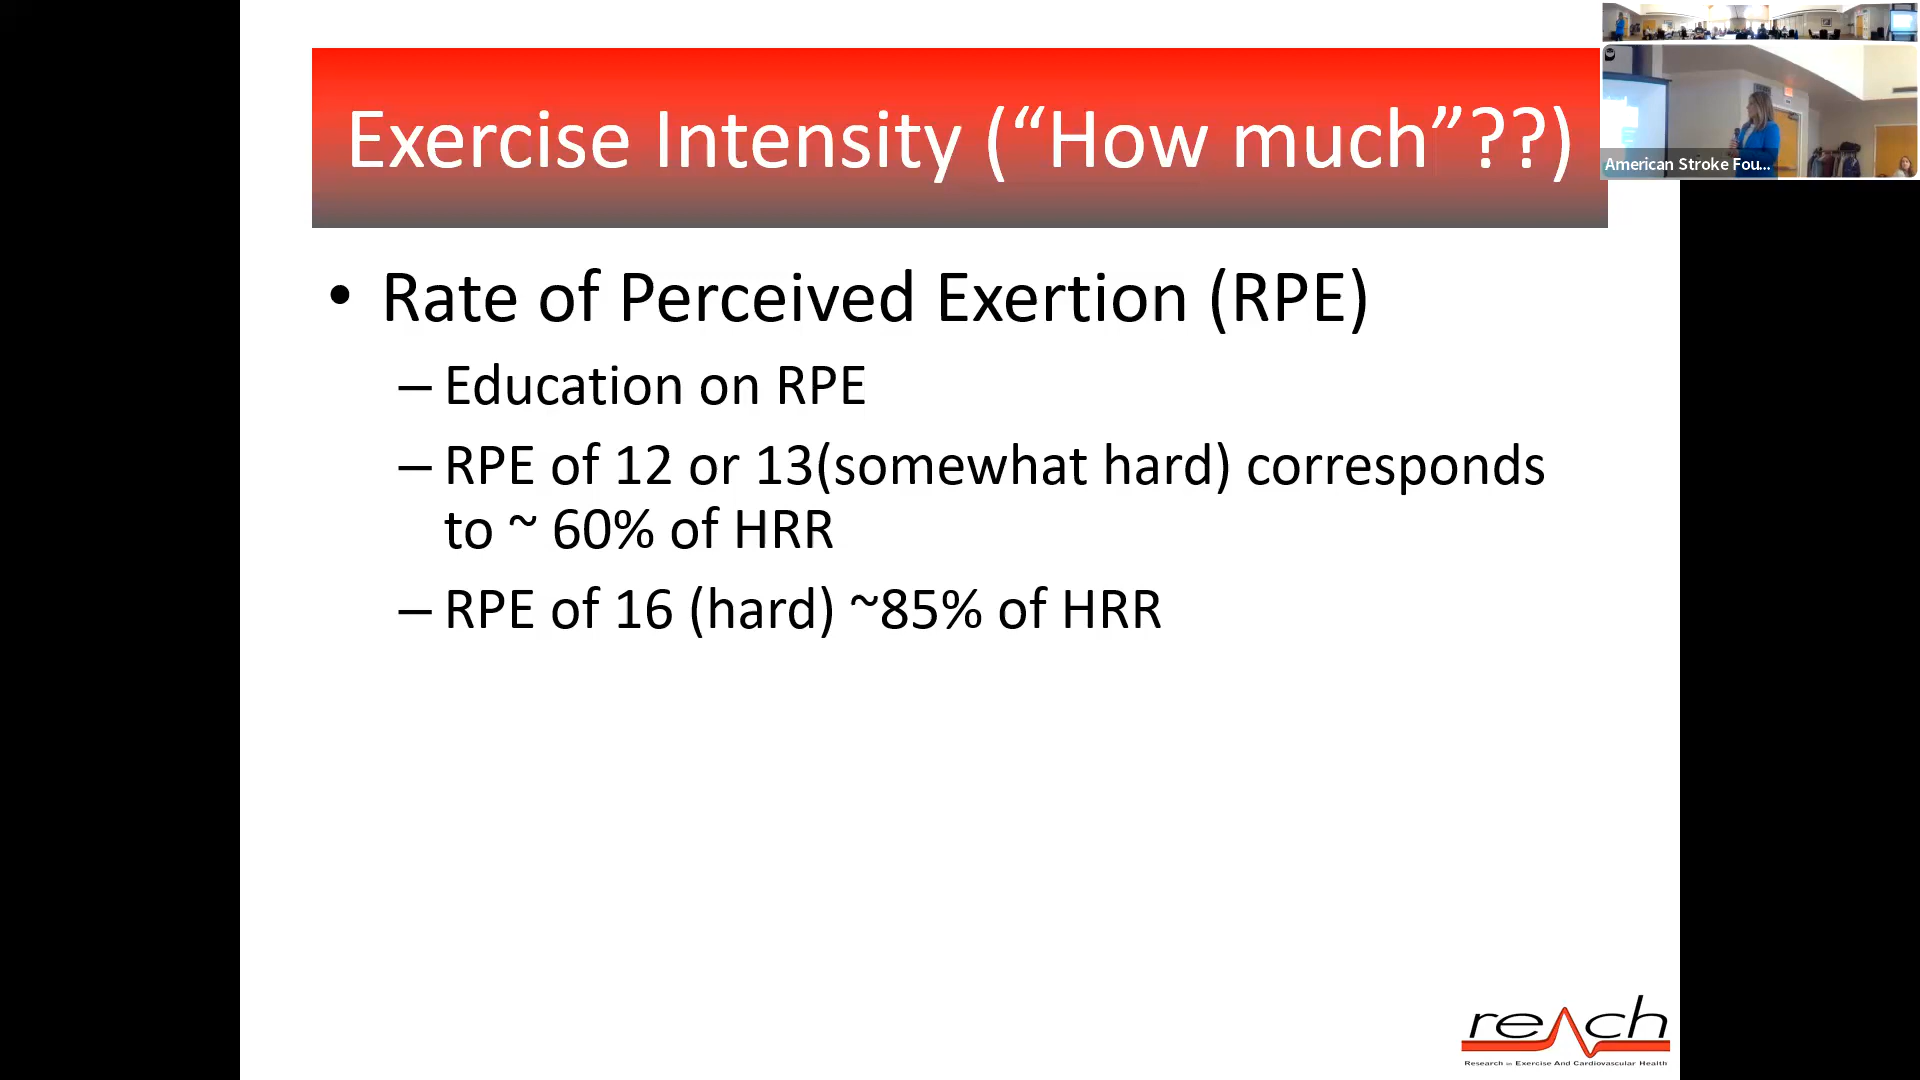 Exercise Intensity (“How much”??)
American Stroke Fou...
• Rate of Perceived Exertion (RPE)
– Education on RPE
– RPE of 12 or 13(somewhat hard) corresponds
to ~ 60% of HRR
– RPE of 16 (hard) ~85% of HRR
reach
Research in Exercise And Cardiovascular Health